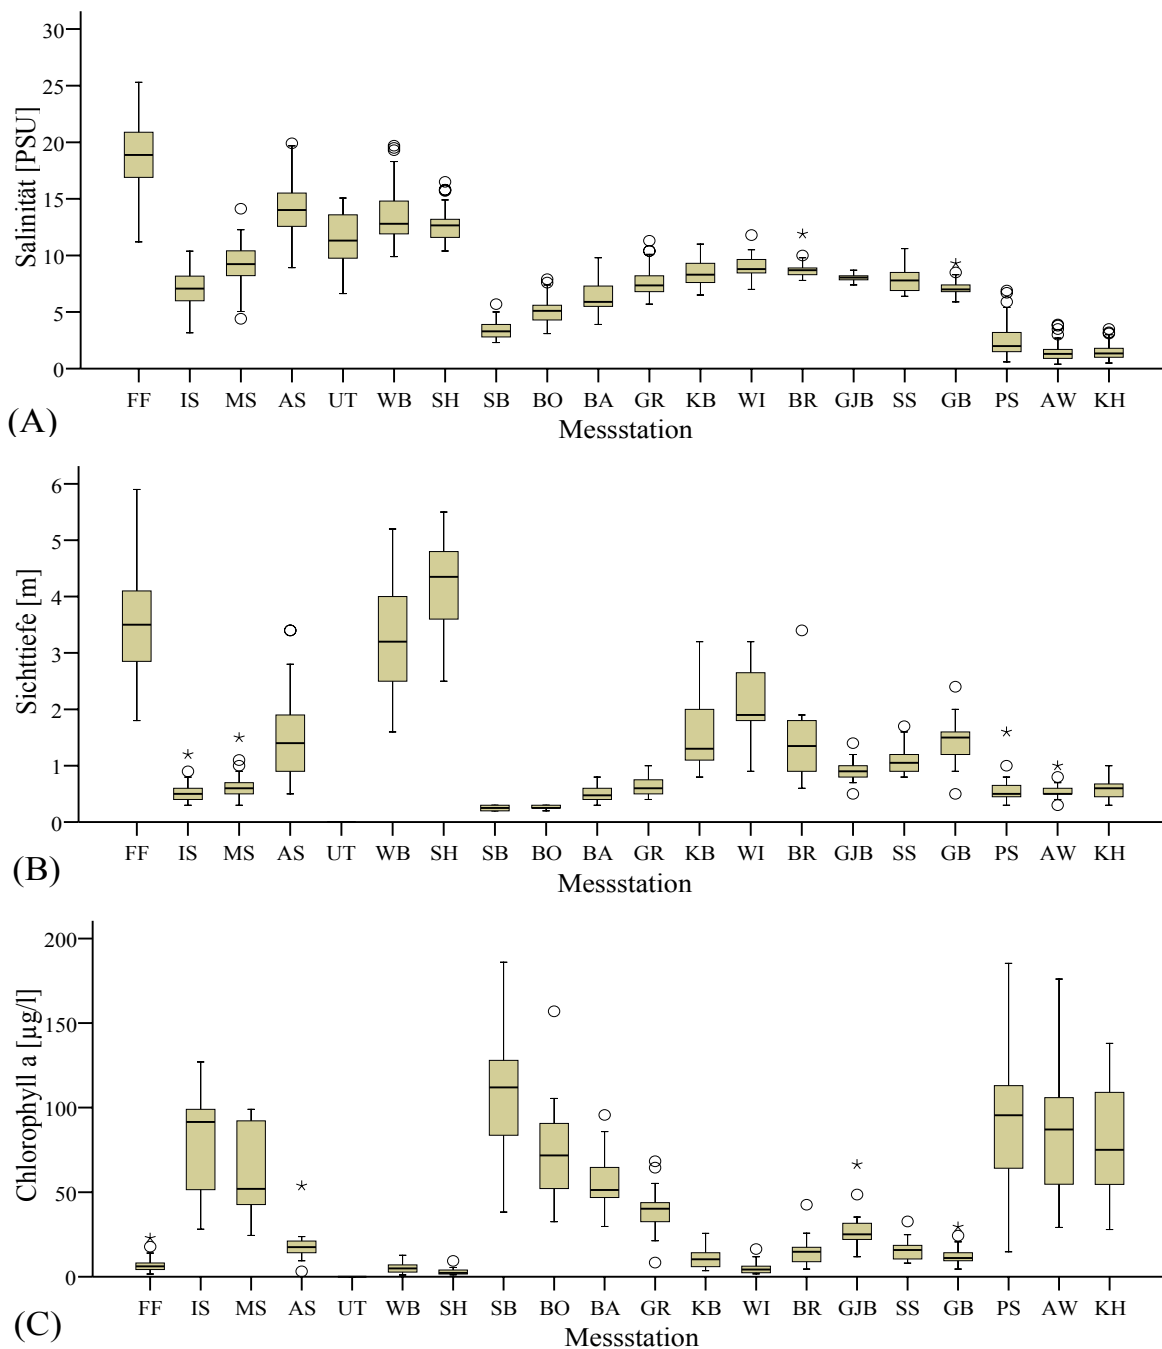 30
25
20
15
10
5
0
Salinität [PSU]
FF IS MS AS UT WB SH SB BO BA GR KB WI BR GJB SS GB PS AW KH
(A)
Messstation
6
5
4
3
2
1
0
Sichttiefe [m]
FF IS MS AS UT WB SH SB BO BA GR KB WI BR GJB SS GB PS AW KH
(B)
Messstation
200
150
100
50
0
Chlorophyll a [µg/l]
FF IS MS AS UT WB SH SB BO BA GR KB WI BR GJB SS GB PS AW KH
(C)
Messstation